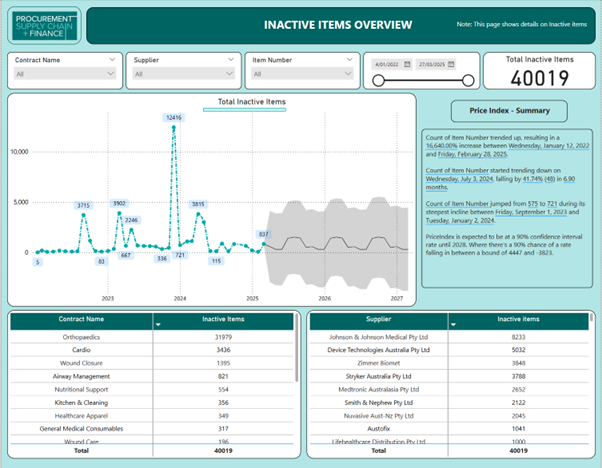 PROCUREMENT
SUPPLY CHAIN
+ FINANCE
INACTIVE ITEMS OVERVIEW
Note: This page shows details on Inactive items
Contract Name
All
Supplier
All
Item Number
All
4/01/2022
27/03/2025
Total Inactive Items
40019
Total Inactive Items
10,000
5,000
0
5
3715
83
3902
667
2246
336
12416
721
3815
115
837
2023
2024
2025
2026
2027
Price Index - Summary
Count of Item Number trended up, resulting in a
16,640.00% increase between Wednesday, January 12, 2022
and Friday, February 28, 2025.
Count of Item Number started trending down on
Wednesday, July 3, 2024, falling by 41.74% (48) in 6.90
months.
Count of Item Number jumped from 575 to 721 during its
steepest incline between Friday, September 1, 2023 and
Tuesday, January 2, 2024.
PriceIndex is expected to be at a 90% confidence interval
rate until 2028. Where there's a 90% chance of a rate
falling in between a bound of 4447 and -3823.
Contract Name Inactive Items
Orthopaedics 31979
Cardio 3436
Wound Closure 1395
Airway Management 821
Nutritional Support 554
Kitchen & Cleaning 356
Healthcare Apparel 349
General Medical Consumables 317
Wound Care 196
Total 40019
Supplier Inactive items
Johnson & Johnson Medical Pty Ltd 8233
Device Technologies Australia Pty Ltd 5032
Zimmer Biomet 3848
Stryker Australia Pty Ltd 3788
Medtronic Australasia Pty Ltd 2652
Smith & Nephew Pty Ltd 2122
Nuvasive Aust-Nz Pty Ltd 2045
Austofix 1041
Lifehealthcare Distribution Pty Ltd 1000
Total 40019